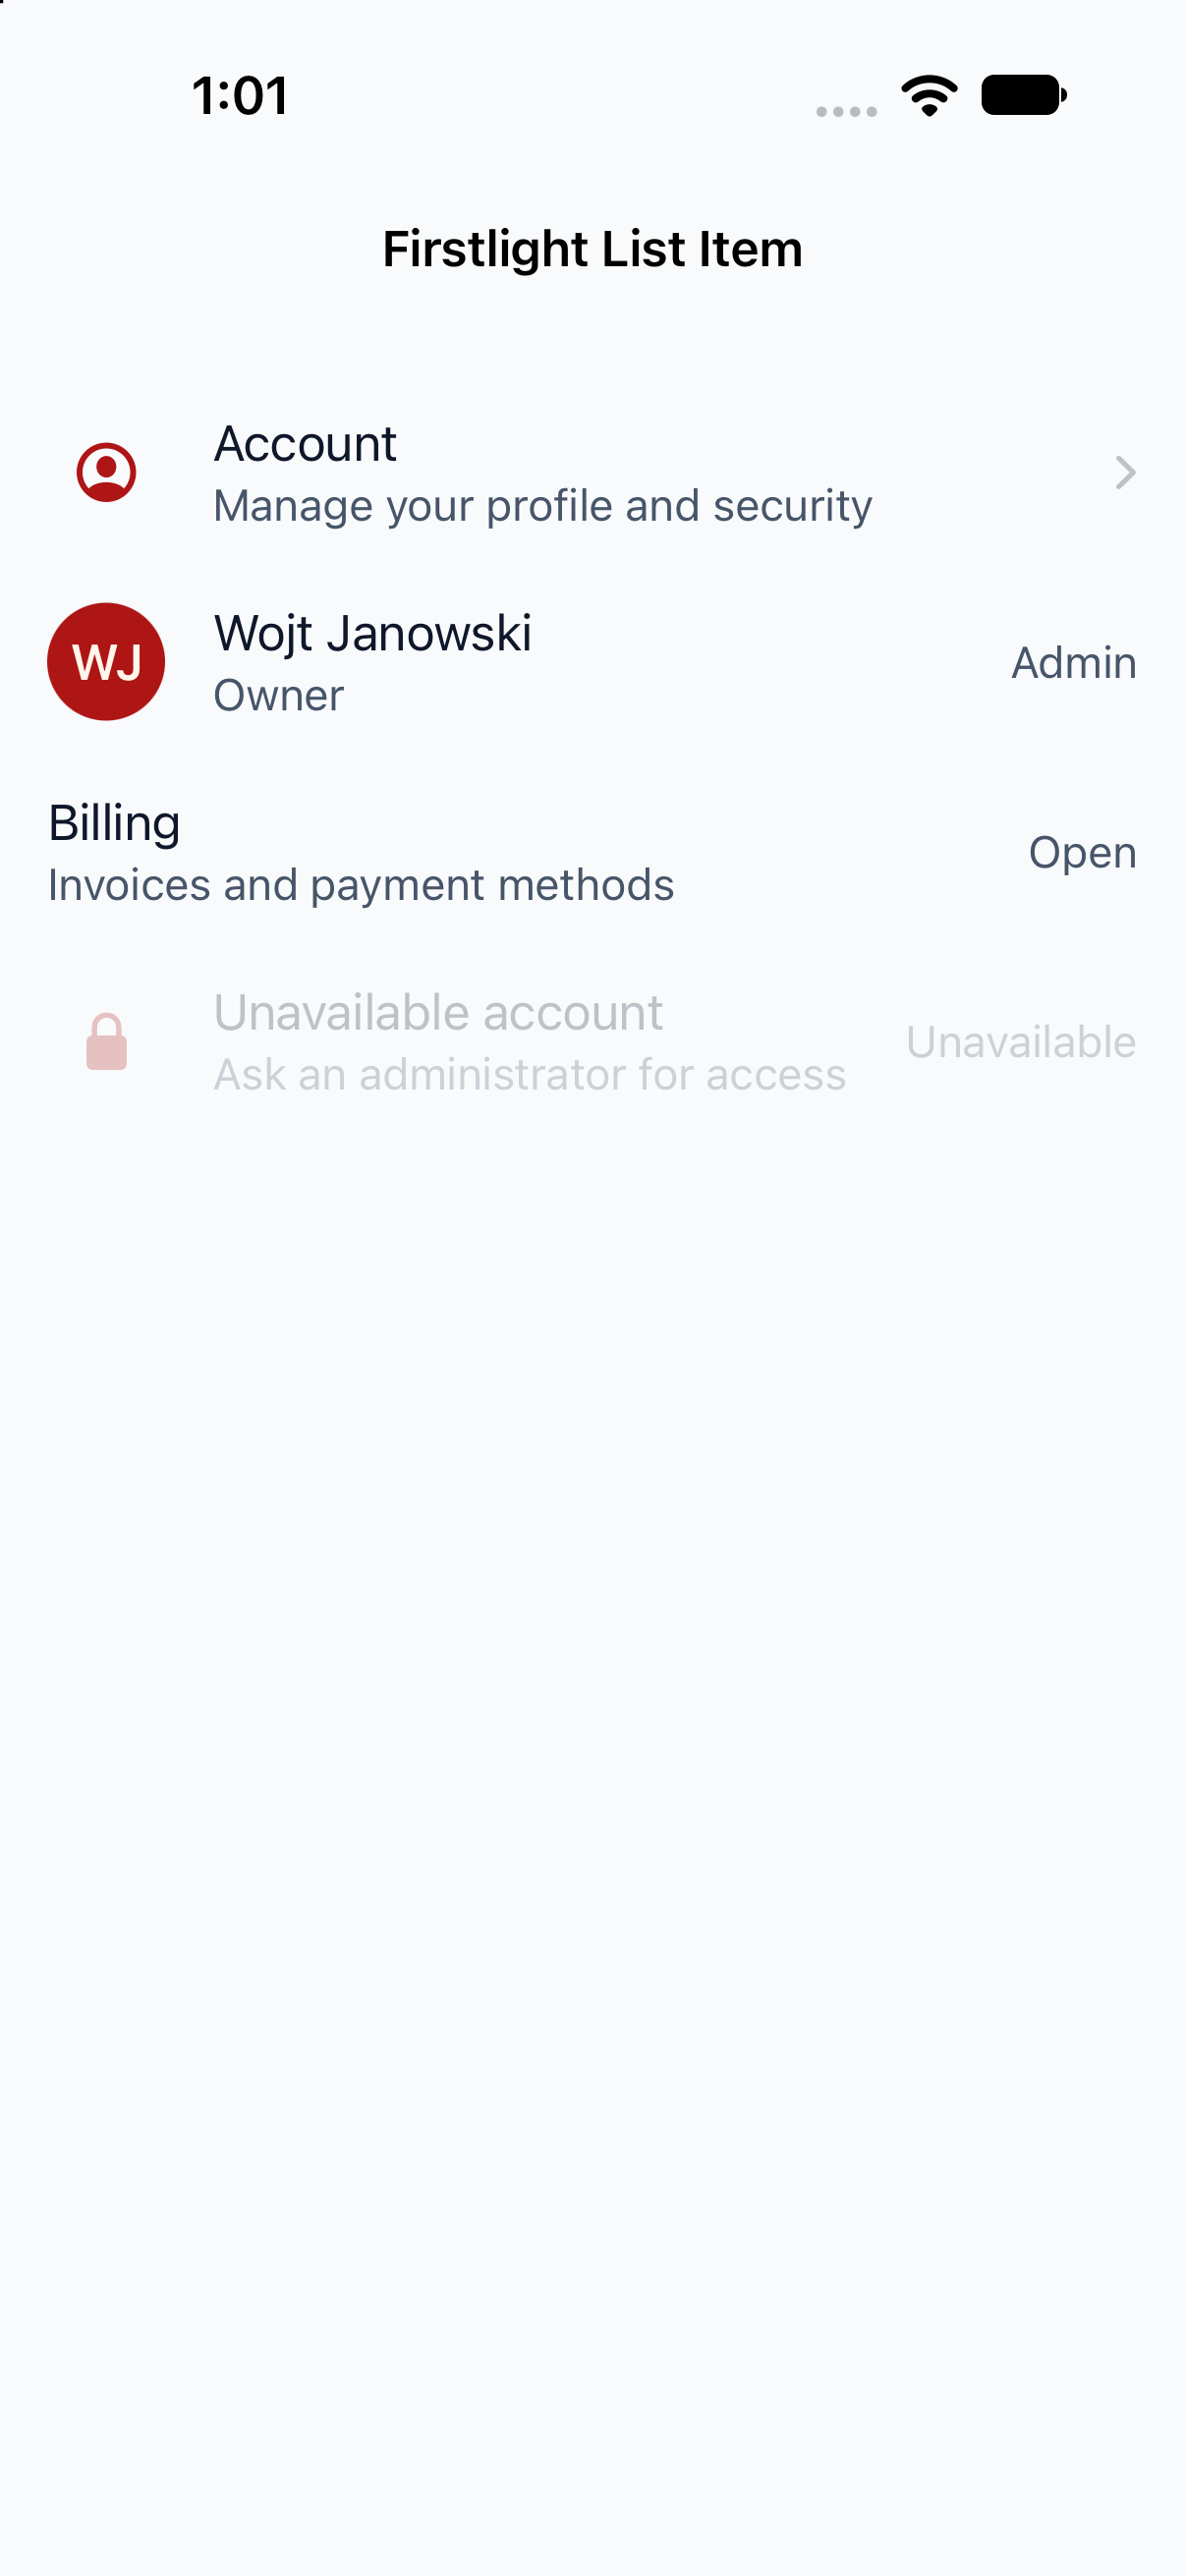 1:01
Firstlight List Item
Account
Manage your profile and security
WJ
Wojt Janowski
Owner
Admin
Billing
Invoices and payment methods
Open
Unavailable account
Ask an administrator for access
Unavailable